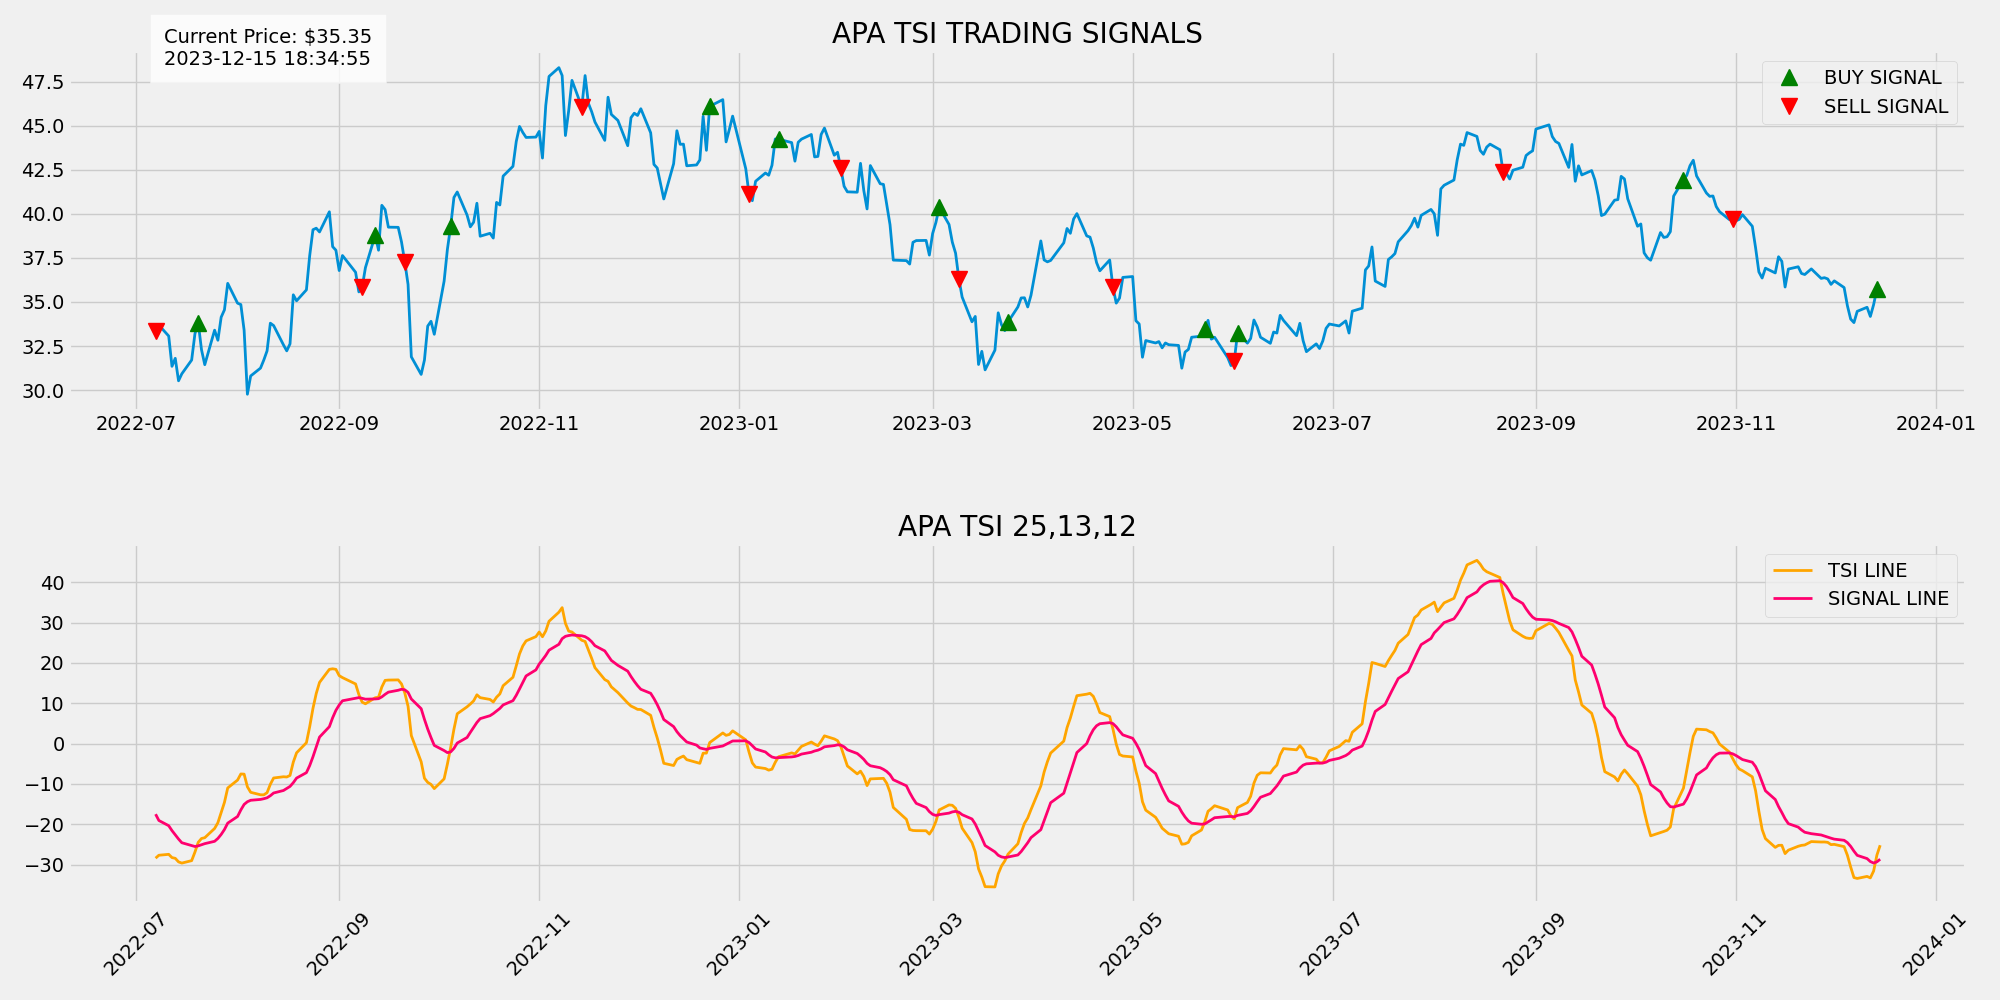 APA TSI TRADING SIGNALS
Current Price: $35.35
2023-12-15 18:34:55
BUY SIGNAL
SELL SIGNAL
47.5
45.0
42.5
40.0
37.5
35.0
32.5
30.0
2022-07 2022-09 2022-11 2023-01 2023-03 2023-05 2023-07 2023-09 2023-11 2024-01
APA TSI 25,13,12
TSI LINE
SIGNAL LINE
40
30
20
10
0
−10
−20
−30
2022-07 2022-09 2022-11 2023-01 2023-03 2023-05 2023-07 2023-09 2023-11 2024-01